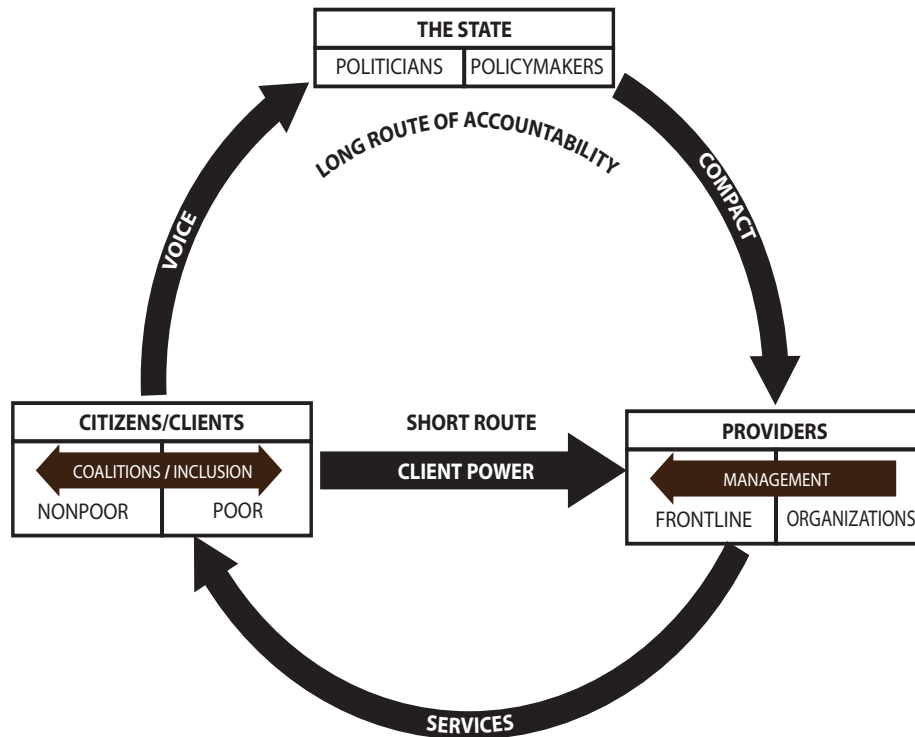 THE STATE
POLITICIANS POLICYMAKERS
LONG ROUTE OF ACCOUNTABILITY
VOICE
COMPACT
CITIZENS/CLIENTS
COALITIONS / INCLUSION
NONPOOR POOR
SHORT ROUTE
CLIENT POWER
PROVIDERS
MANAGEMENT
FRONTLINE ORGANIZATIONS
SERVICES